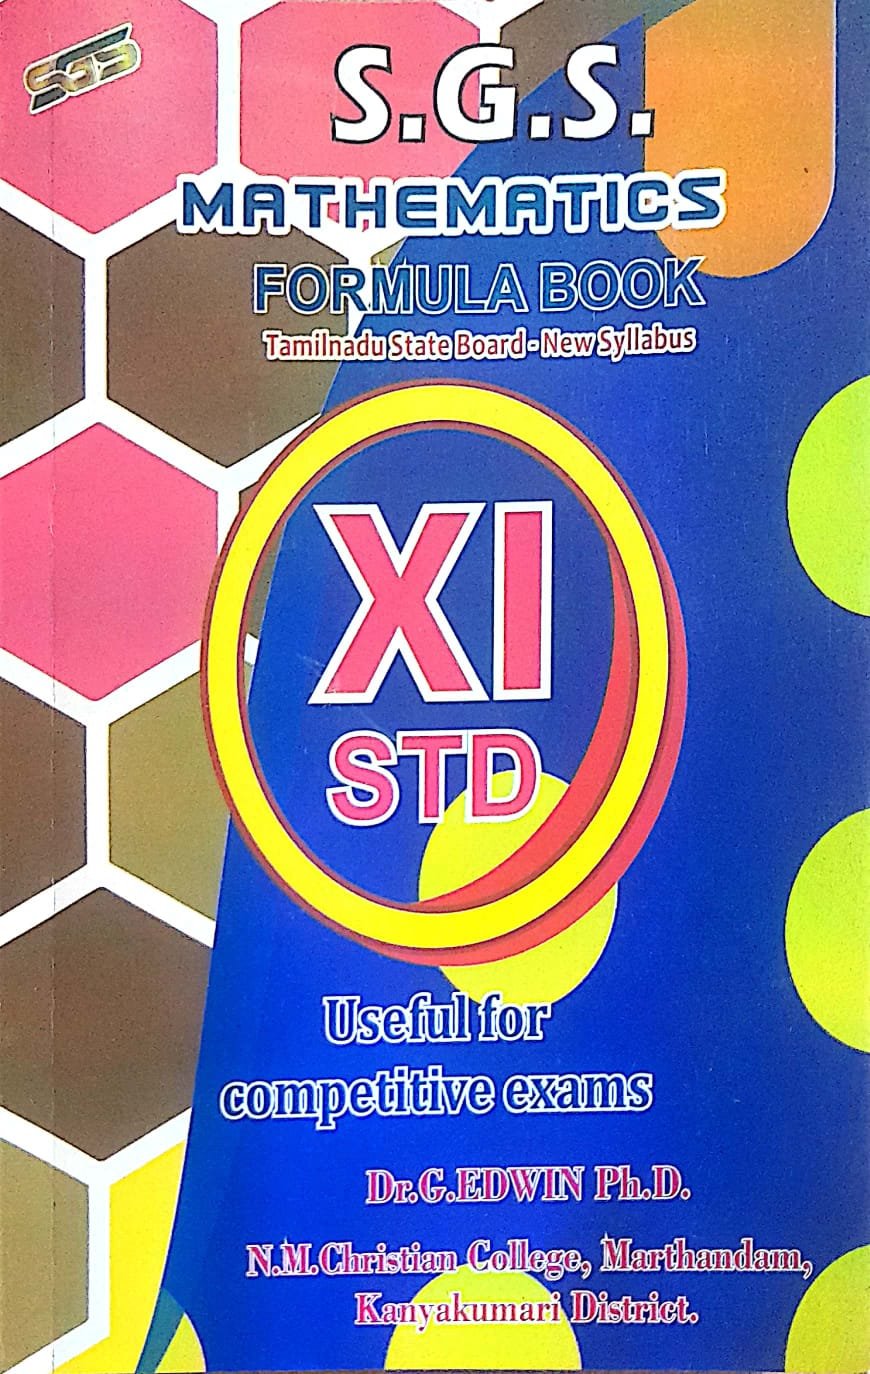 SGS
S.G.S.
MATHEMATICS
FORMULA BOOK
Tamilnadu State Board - New Syllabus
XI
STD
Useful for
competitive exams
Dr.G.EDWIN Ph.D.
N.M.Christian College, Marthandam,
Kanyakumari District.